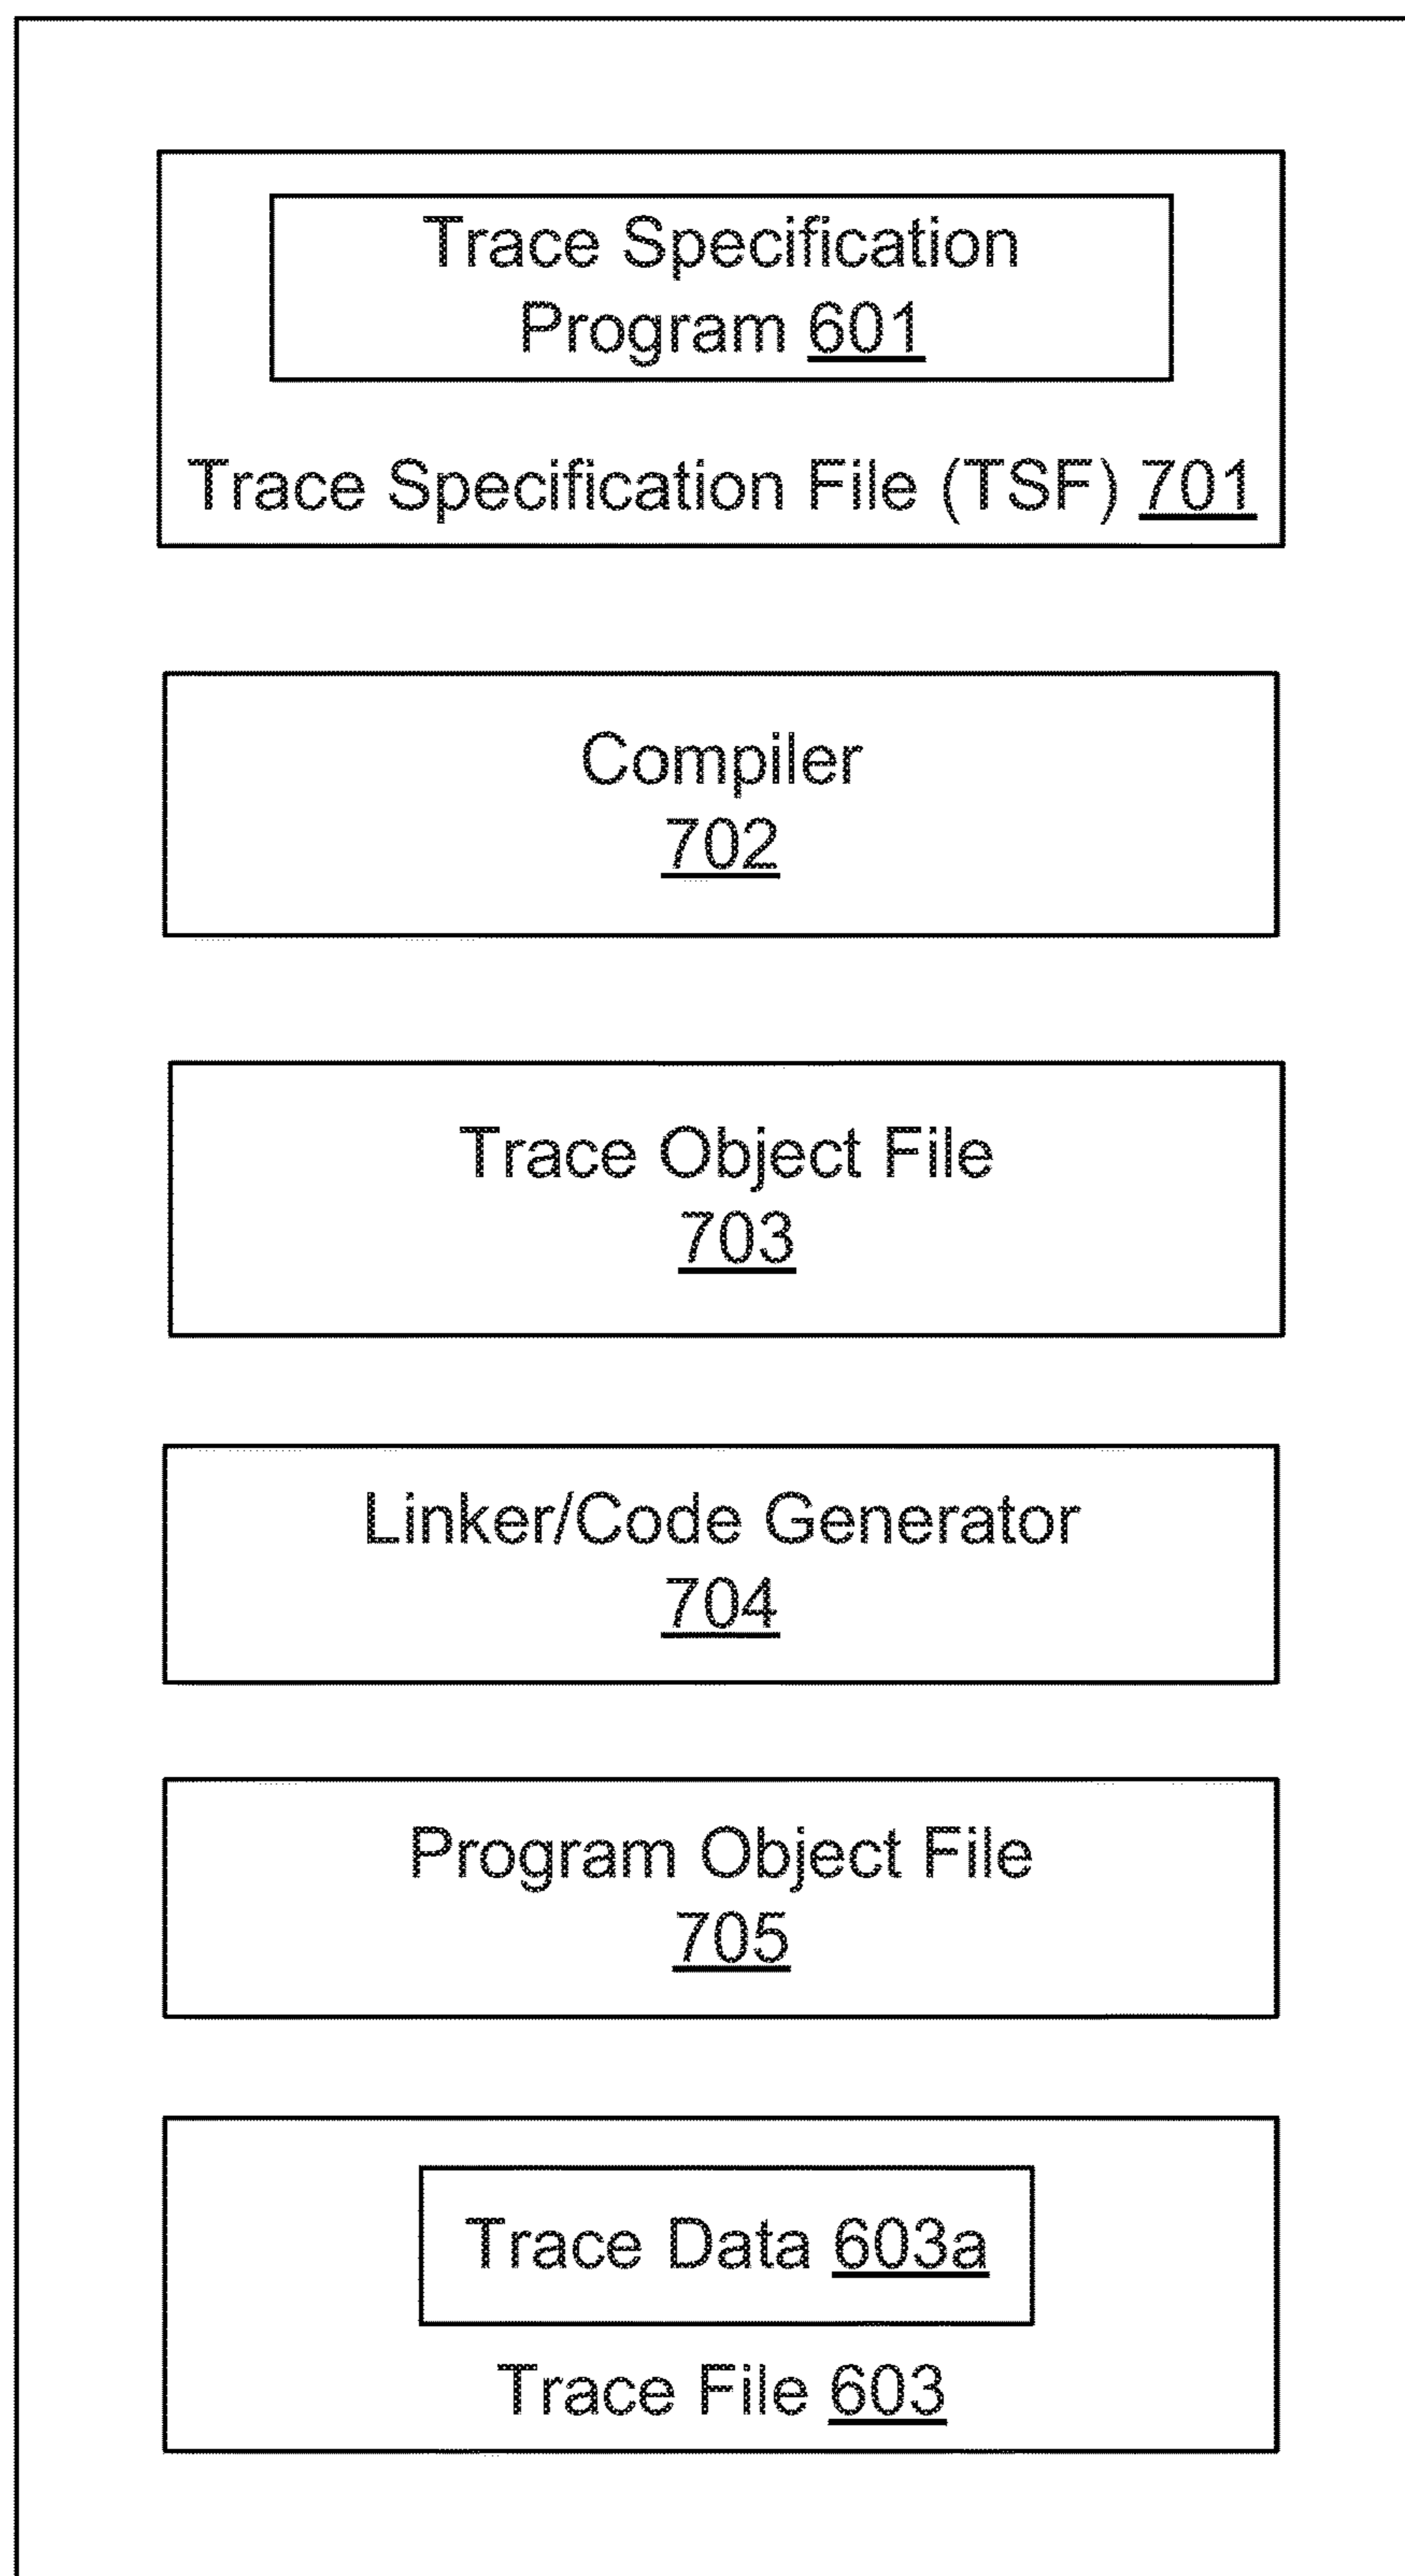 Trace Specification
Program 601
Trace Specification File (TSF) 701
Compiler
702
Trace Object File
703
Linker/Code Generator
704
Program Object File
705
Trace Data 603a
Trace File 603